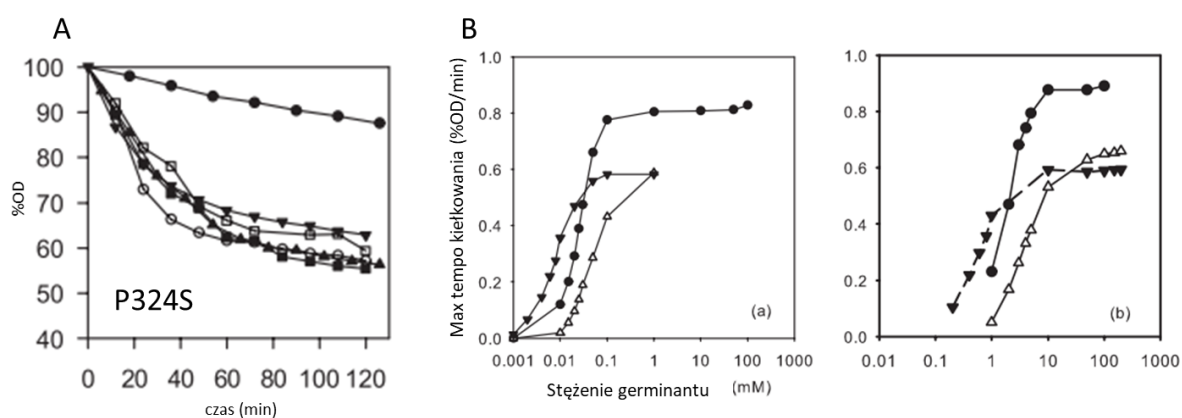 A
%OD
100
90
80
70
60
50
40
P324S
0 20 40 60 80 100 120
czas (min)
B
Max tempo kiełkowania (%OD/min)
1.0
0.8
0.6
0.4
0.2
0.0
(a)
0.001 0.01 0.1 1 10 100 1000
Stężenie germinantu (mM)
1.0
0.8
0.6
0.4
0.2
0.0
(b)
0.01 0.1 1 10 100 1000